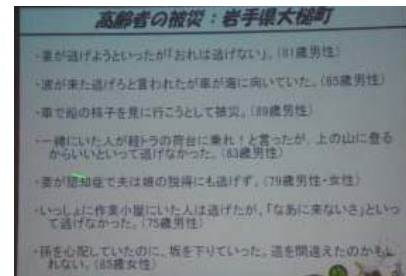 高齢者の被災：岩手県大槌町
・妻が逃げようといったが「おれは逃げない」。（81歳男性）
・波が来た逃げろと言われたが車が海に向いていた。（65歳男性）
・車で船の様子を見に行こうとして被災。（69歳男性）
・一緒にいた人が軽トラの荷台に乗れ！と言ったが、上の山に登る
からいいといって逃げなかった。（83歳男性）
・妻が認知症で夫は娘の説得にも逃げず。（79歳男性・女性）
・いっしょに作業小屋にいた人は逃げたが、「なあに来ないさ」といっ
て逃げなかった。（75歳男性）
・孫を心配していたのに、坂を下りていった。道を間違えたのかもし
れない。（85歳女性）